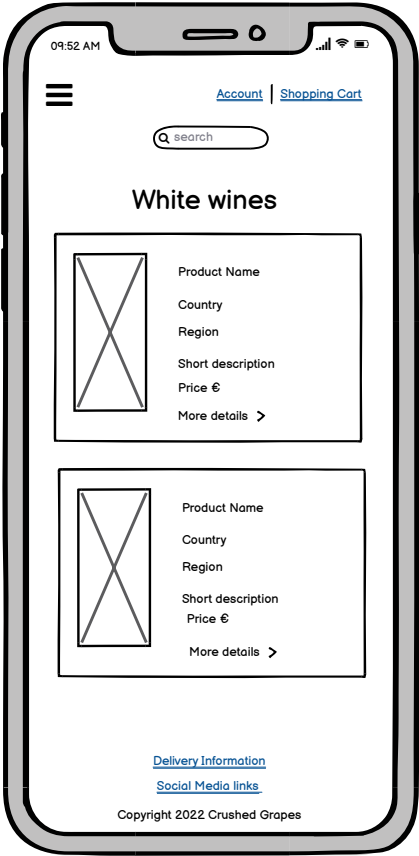 09:52 AM
Account Shopping Cart
search
White wines
Product Name
Country
Region
Short description
Price €
More details >
Product Name
Country
Region
Short description
Price €
More details >
Delivery Information
Social Media links
Copyright 2022 Crushed Grapes